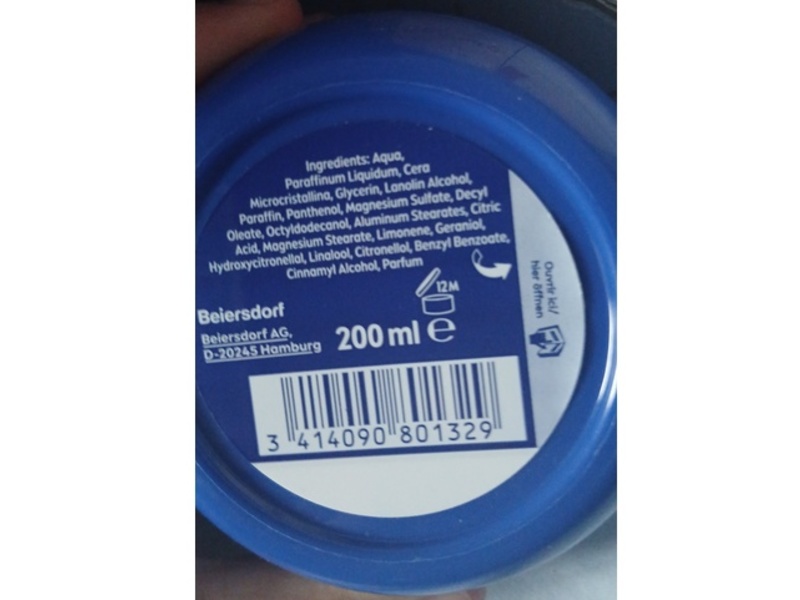 Ingredients: Aqua,
Paraffinum Liquidum, Cera
Microcristallina, Glycerin, Lanolin Alcohol,
Paraffin, Panthenol, Magnesium Sulfate, Decyl
Oleate, Octyldodecanol, Aluminum Stearates, Citric
Acid, Magnesium Stearate, Limonene, Geraniol,
Hydroxycitronellal, Linalool, Citronellol, Benzyl Benzoate,
Cinnamyl Alcohol, Parfum
12M
Beiersdorf
Beiersdorf AG,
D-20245 Hamburg
200 ml e
Ouvrir ici/
hier öffnen
3 414090 801329